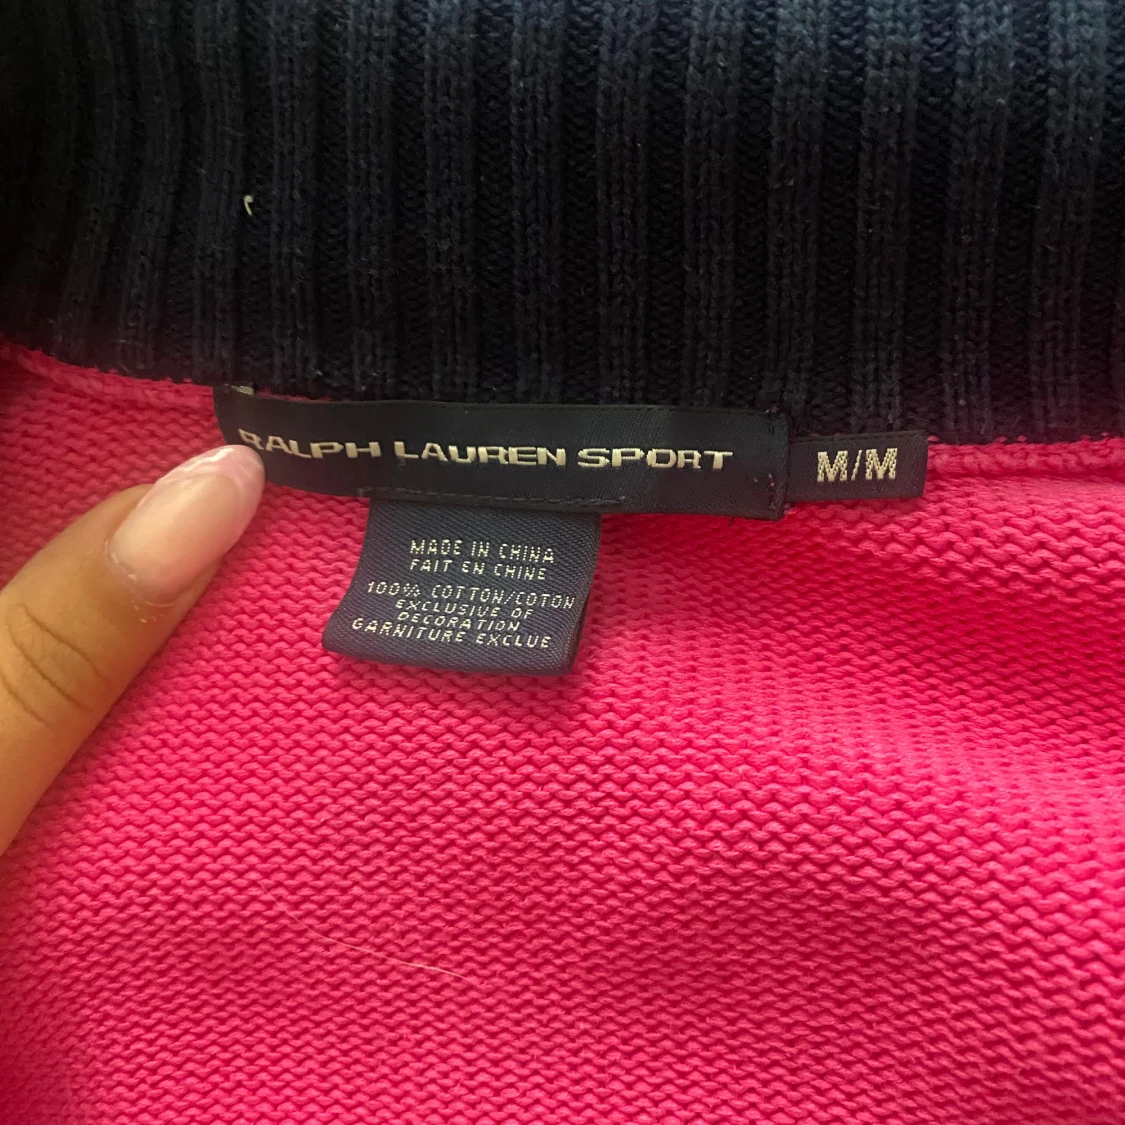 RALPH LAUREN SPORT
M/M
MADE IN CHINA
FAIT EN CHINE
100% COTTON/COTON
EXCLUSIVE OF
DECORATION
GARNITURE EXCLUE